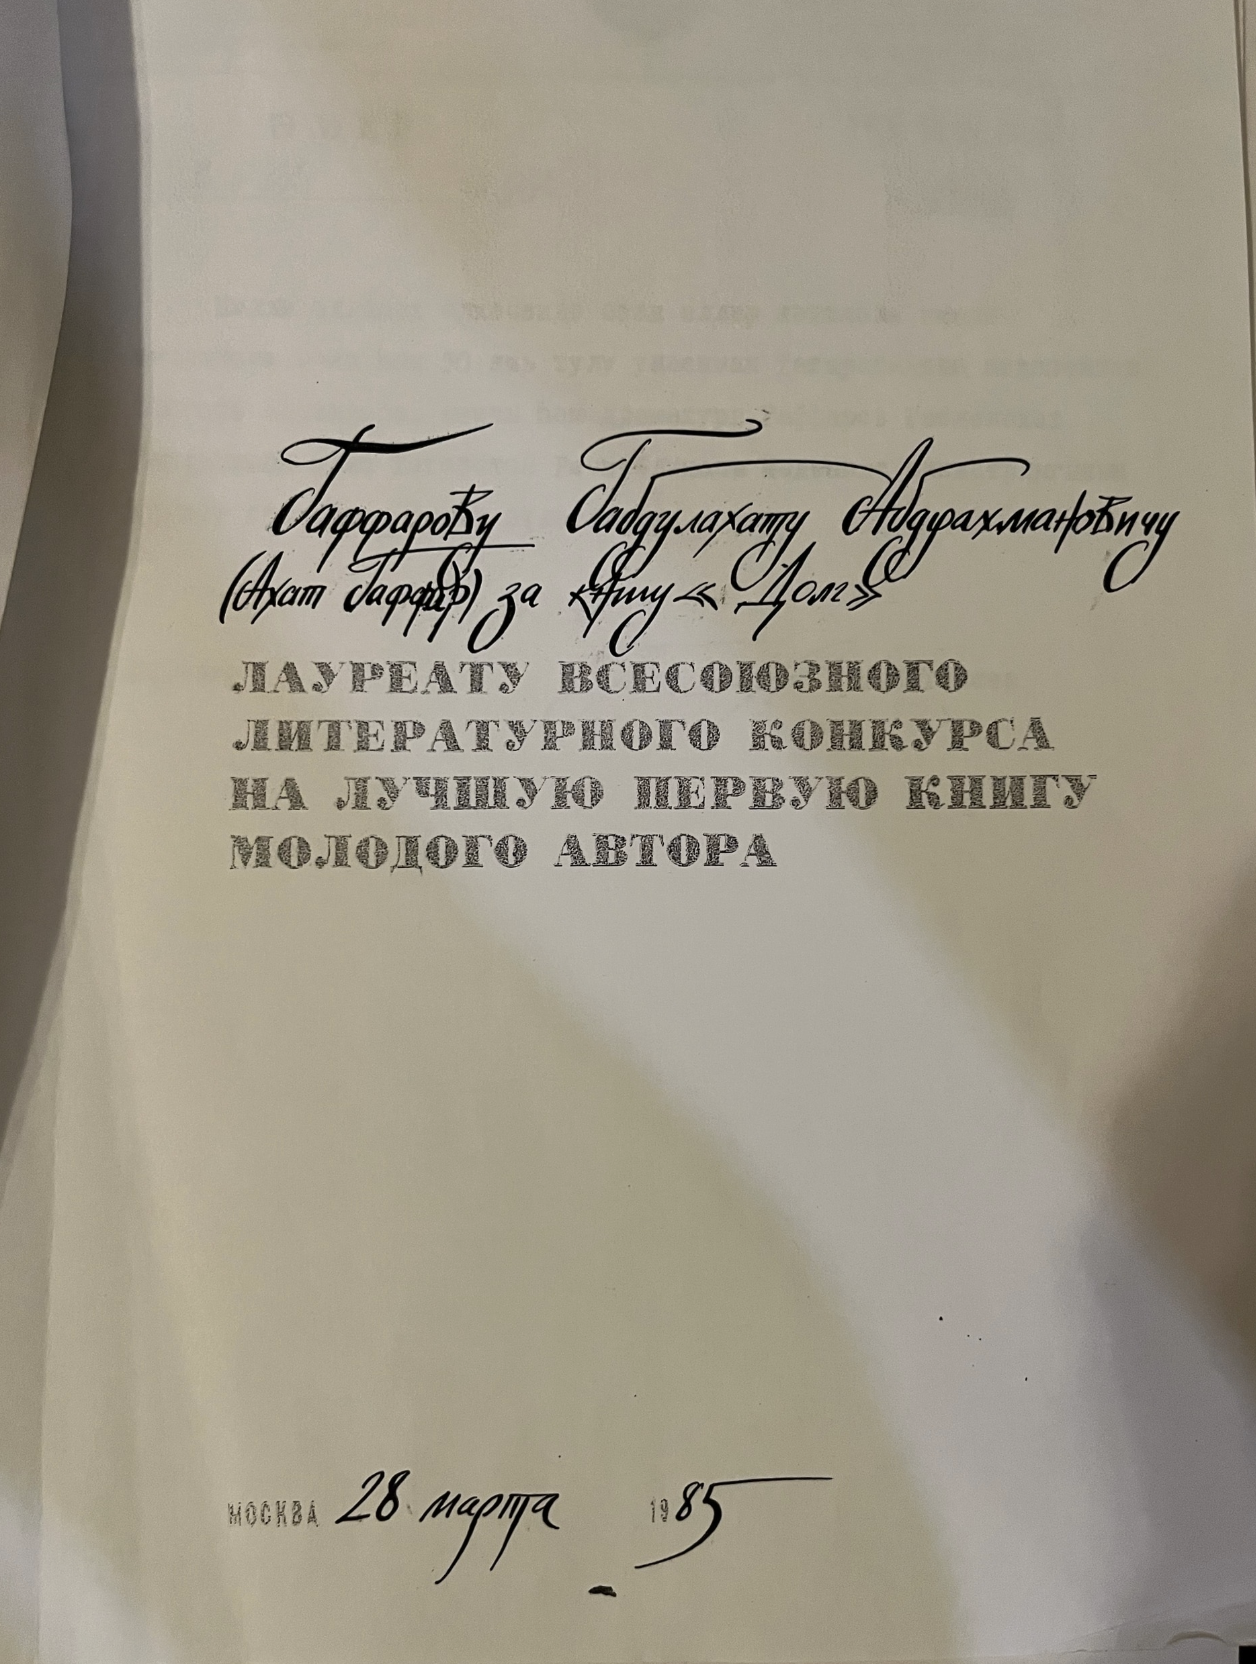 Гаффарову Габдулахату Абдрахмановичу
(Ахат Гаффар) за книгу «Долг»
ЛАУРЕАТУ ВСЕСОЮЗНОГО
ЛИТЕРАТУРНОГО КОНКУРСА
НА ЛУЧШУЮ ПЕРВУЮ КНИГУ
МОЛОДОГО АВТОРА
МОСКВА 28 марта 1985